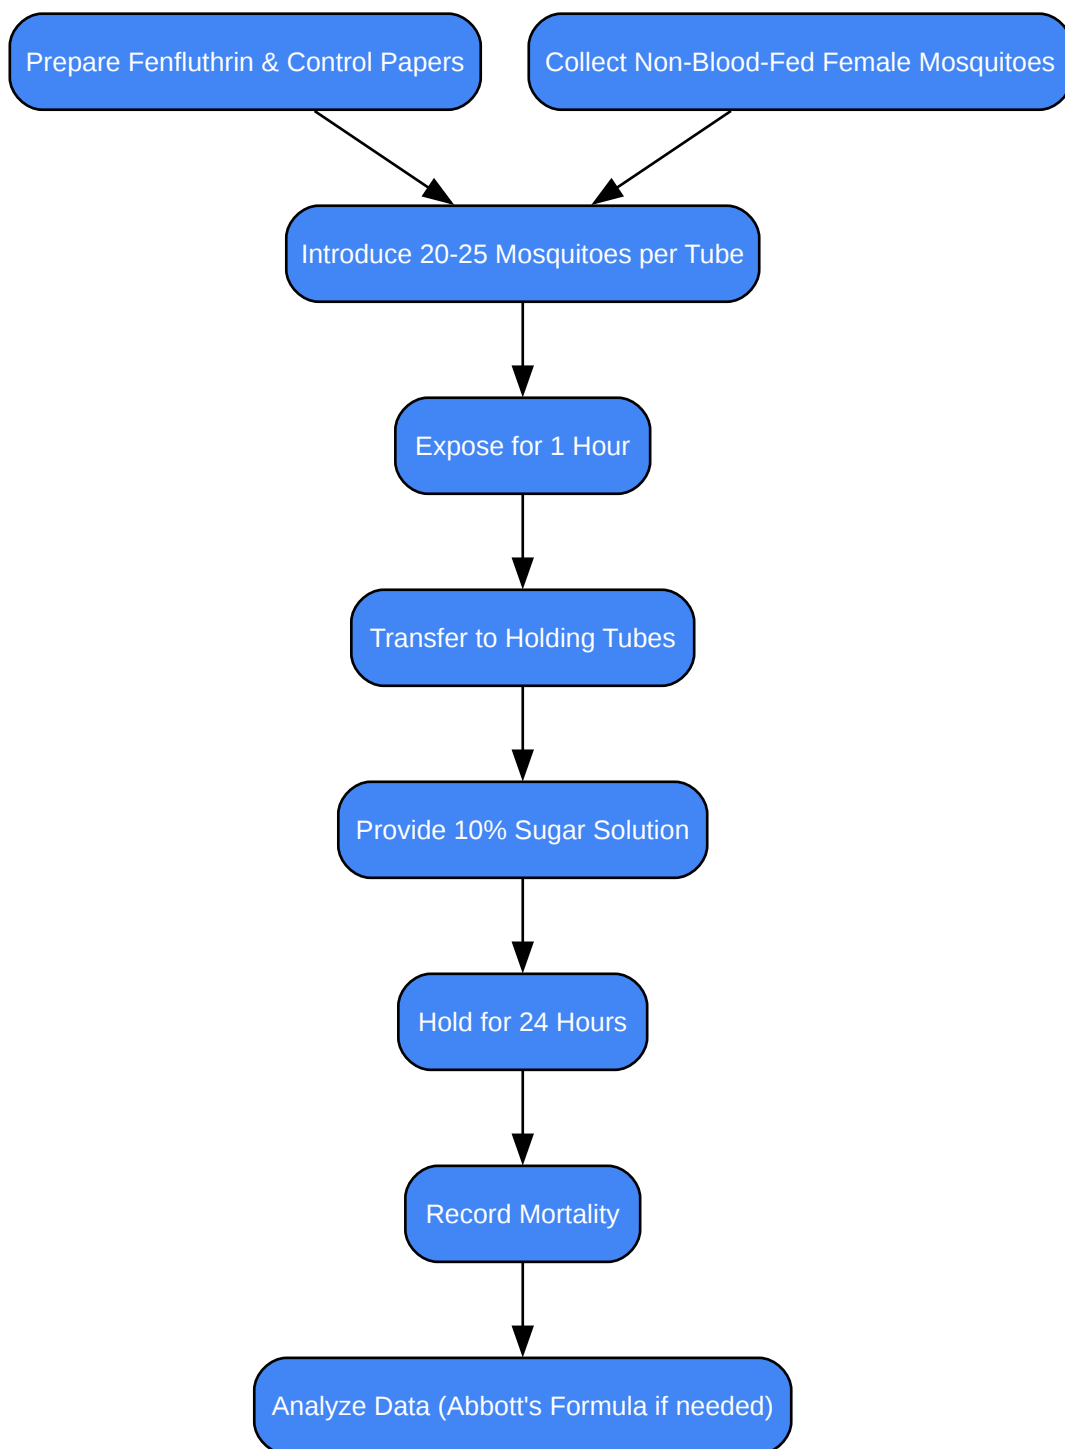 Prepare Fenfluthrin & Control Papers
Collect Non-Blood-Fed Female Mosquitoes
Introduce 20-25 Mosquitoes per Tube
Expose for 1 Hour
Transfer to Holding Tubes
Provide 10% Sugar Solution
Hold for 24 Hours
Record Mortality
Analyze Data (Abbott's Formula if needed)